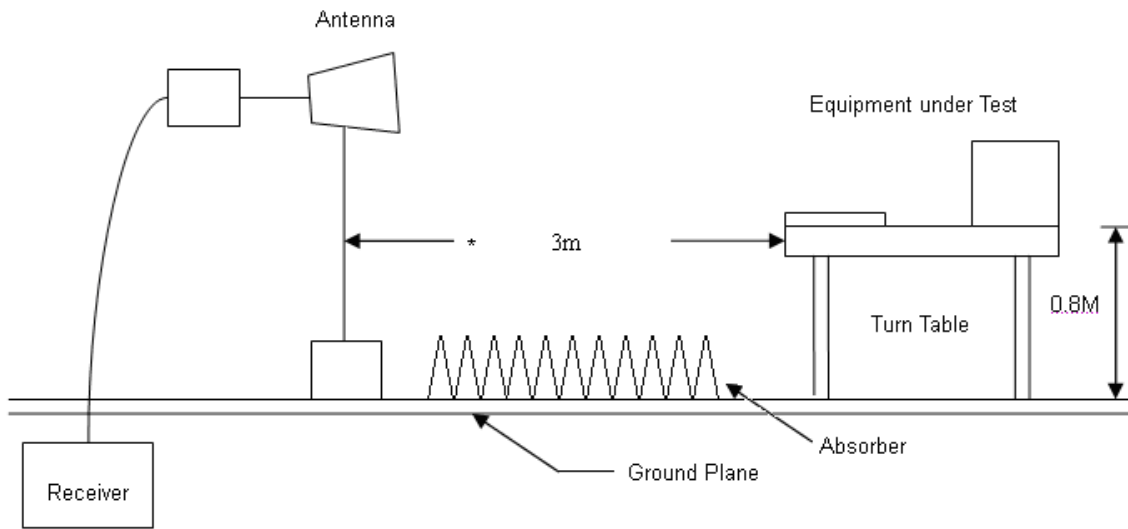 Antenna
Equipment under Test
* 3m
0.8M
Turn Table
Absorber
Ground Plane
Receiver